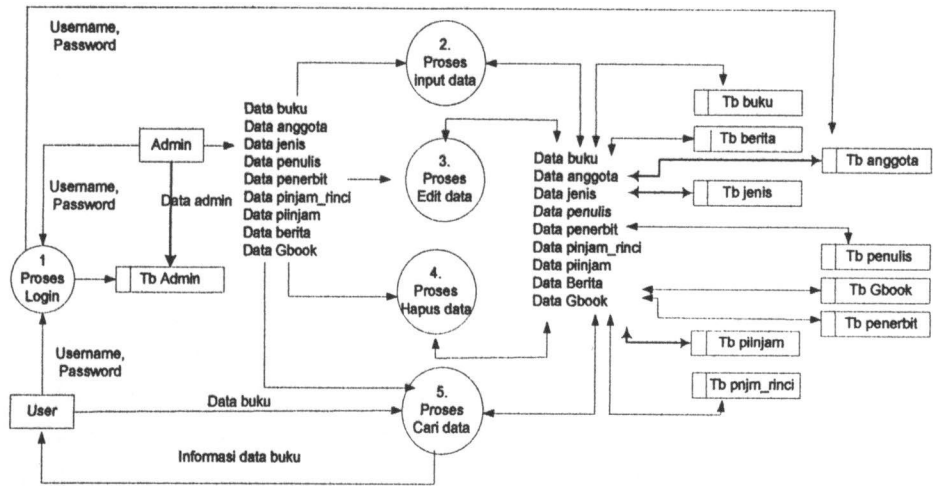 Username,
Password
2.
Proses
input data
Data buku
Data anggota
Data jenis
Data penulis
Data penerbit
Data pinjam_rinci
Data piinjam
Data berita
Data Gbook
Admin
Username,
Password
Data admin
3.
Proses
Edit data
1
Proses
Login
Tb Admin
4.
Proses
Hapus data
Username,
Password
User
Data buku
5.
Proses
Cari data
Informasi data buku
Data buku
Data anggota
Data jenis
Data penulis
Data penerbit
Data pinjam_rinci
Data piinjam
Data Berita
Data Gbook
Tb buku
Tb berita
Tb anggota
Tb jenis
Tb penulis
Tb Gbook
Tb penerbit
Tb piinjam
Tb pnjm_rinci